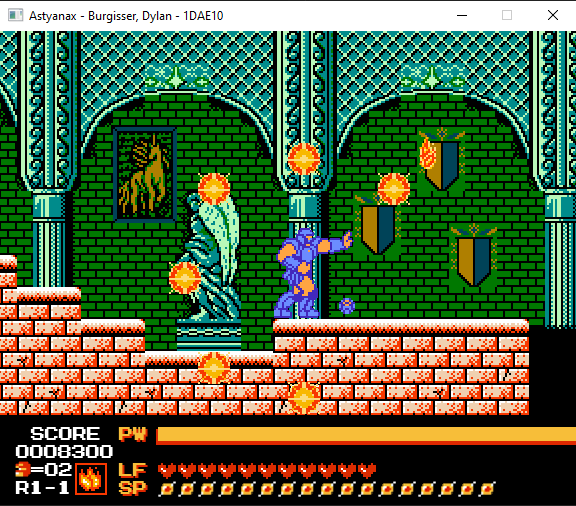 Astyanax - Burgisser, Dylan - 1DAE10
SCORE PW
0008300
=02 LF
R1-1 SP